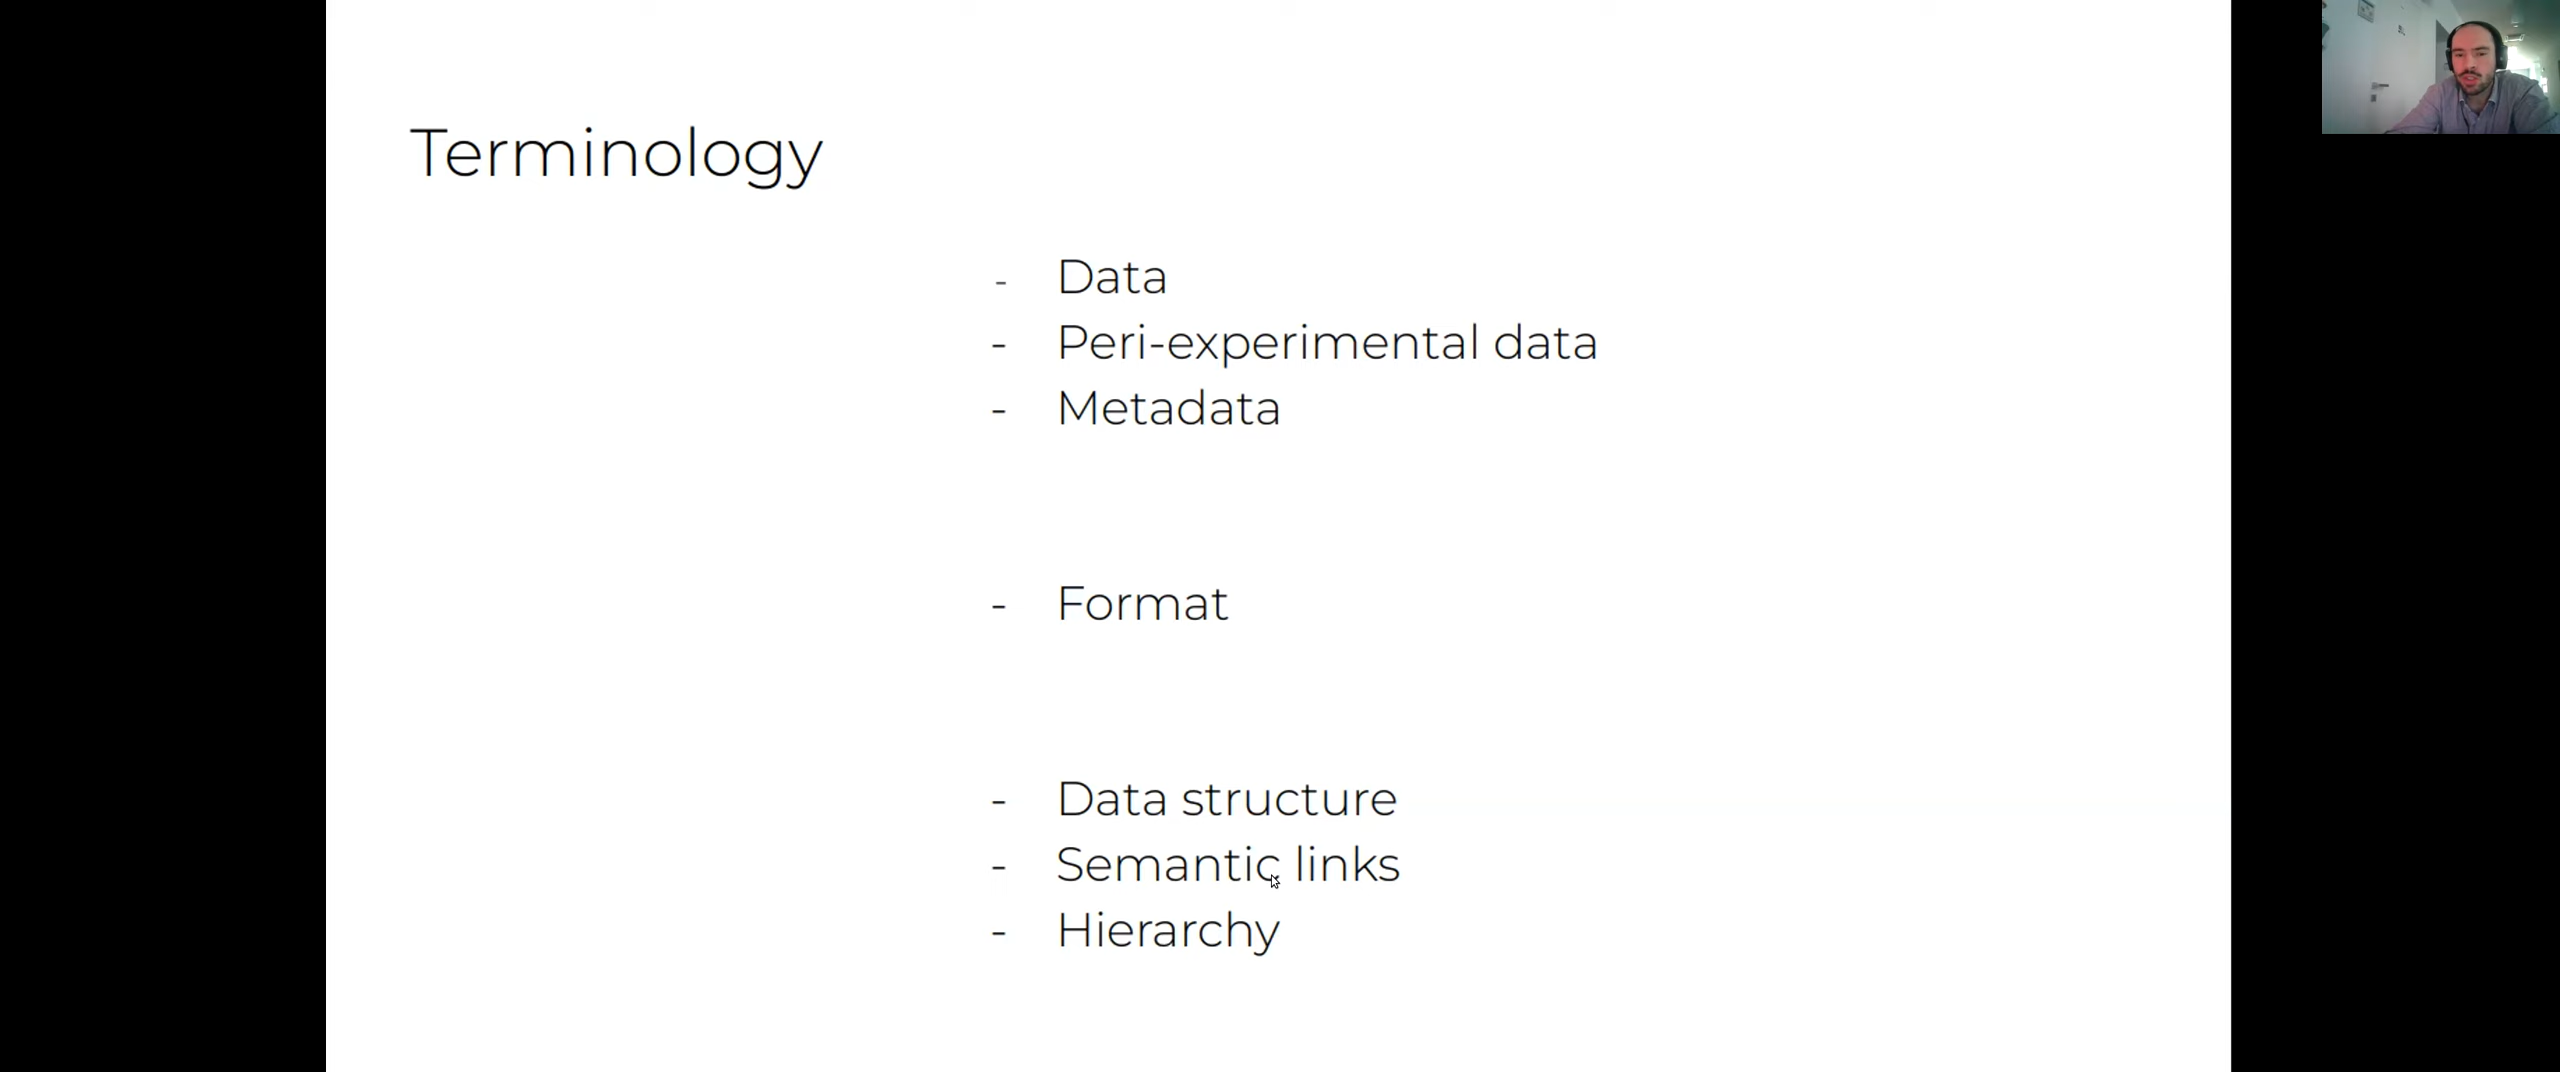 Terminology
- Data
- Peri-experimental data
- Metadata
- Format
- Data structure
- Semantic links
- Hierarchy